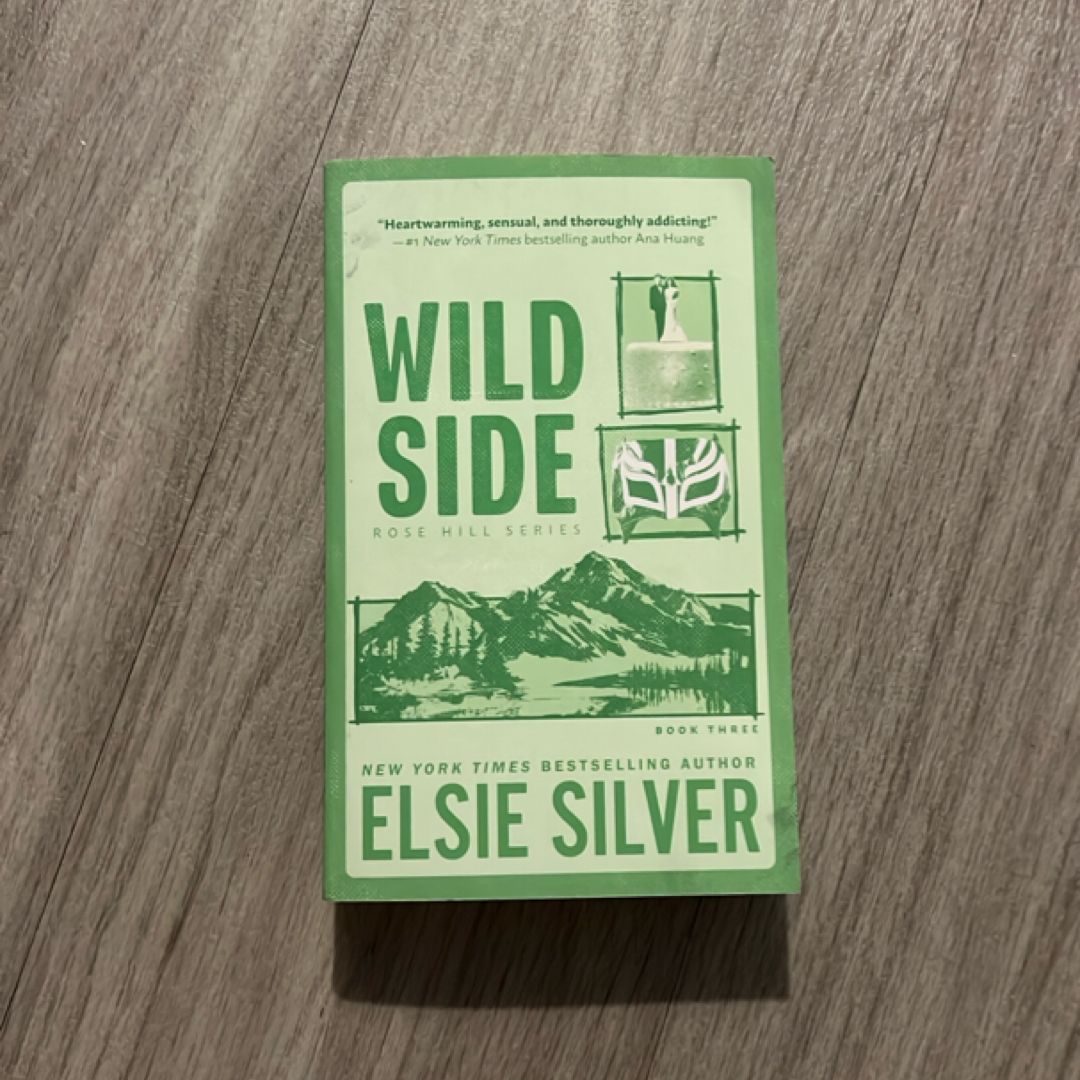 "Heartwarming, sensual, and thoroughly addicting!"
—#1 New York Times bestselling author Ana Huang
WILD
SIDE
ROSE HILL SERIES
BOOK THREE
NEW YORK TIMES BESTSELLING AUTHOR
ELSIE SILVER